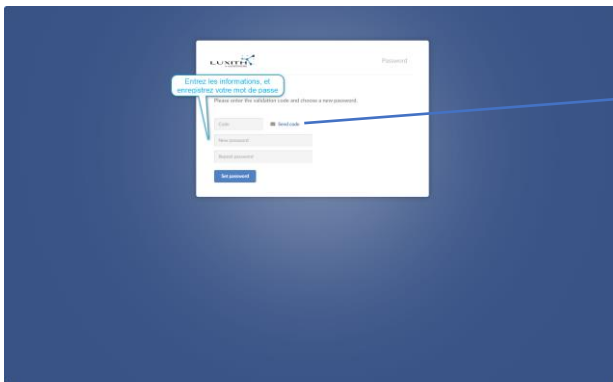 LUXITH
Password
Entrez les informations, et
enregistrez votre mot de passe
Please enter the validation code and choose a new password.
Code
Send code
New password
Repeat password
Set password